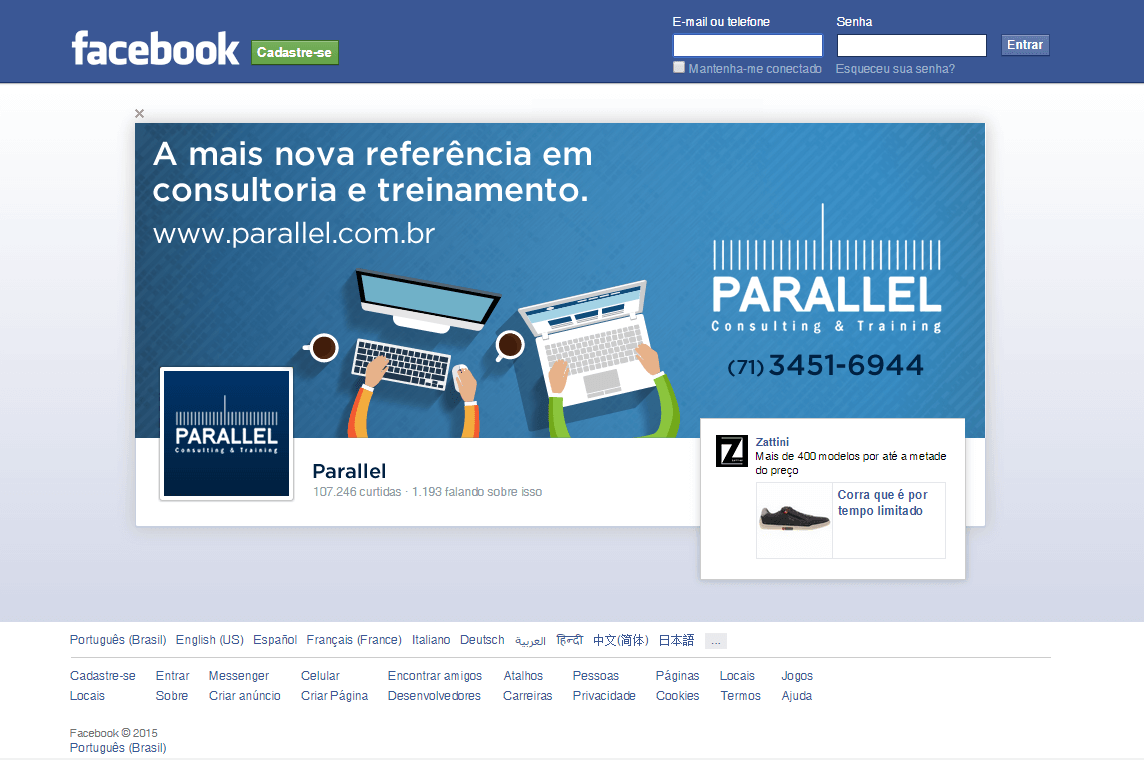 facebook
Cadastre-se
E-mail ou telefone
Senha
Entrar
Mantenha-me conectado
Esqueceu sua senha?
A mais nova referência em
consultoria e treinamento.
www.parallel.com.br
PARALLEL
Consulting & Training
(71) 3451-6944
PARALLEL
Consulting & Training
Parallel
107.246 curtidas · 1.193 falando sobre isso
Z
ZATTINI
Zattini
Mais de 400 modelos por até a metade
do preço
Corra que é por
tempo limitado
Português (Brasil) English (US) Español Français (France) Italiano Deutsch العربية हिन्दी 中文(简体) 日本語 ...
Cadastre-se Entrar Messenger Celular Encontrar amigos Atalhos Pessoas Páginas Locais Jogos
Locais Sobre Criar anúncio Criar Página Desenvolvedores Carreiras Privacidade Cookies Termos Ajuda
Facebook © 2015
Português (Brasil)